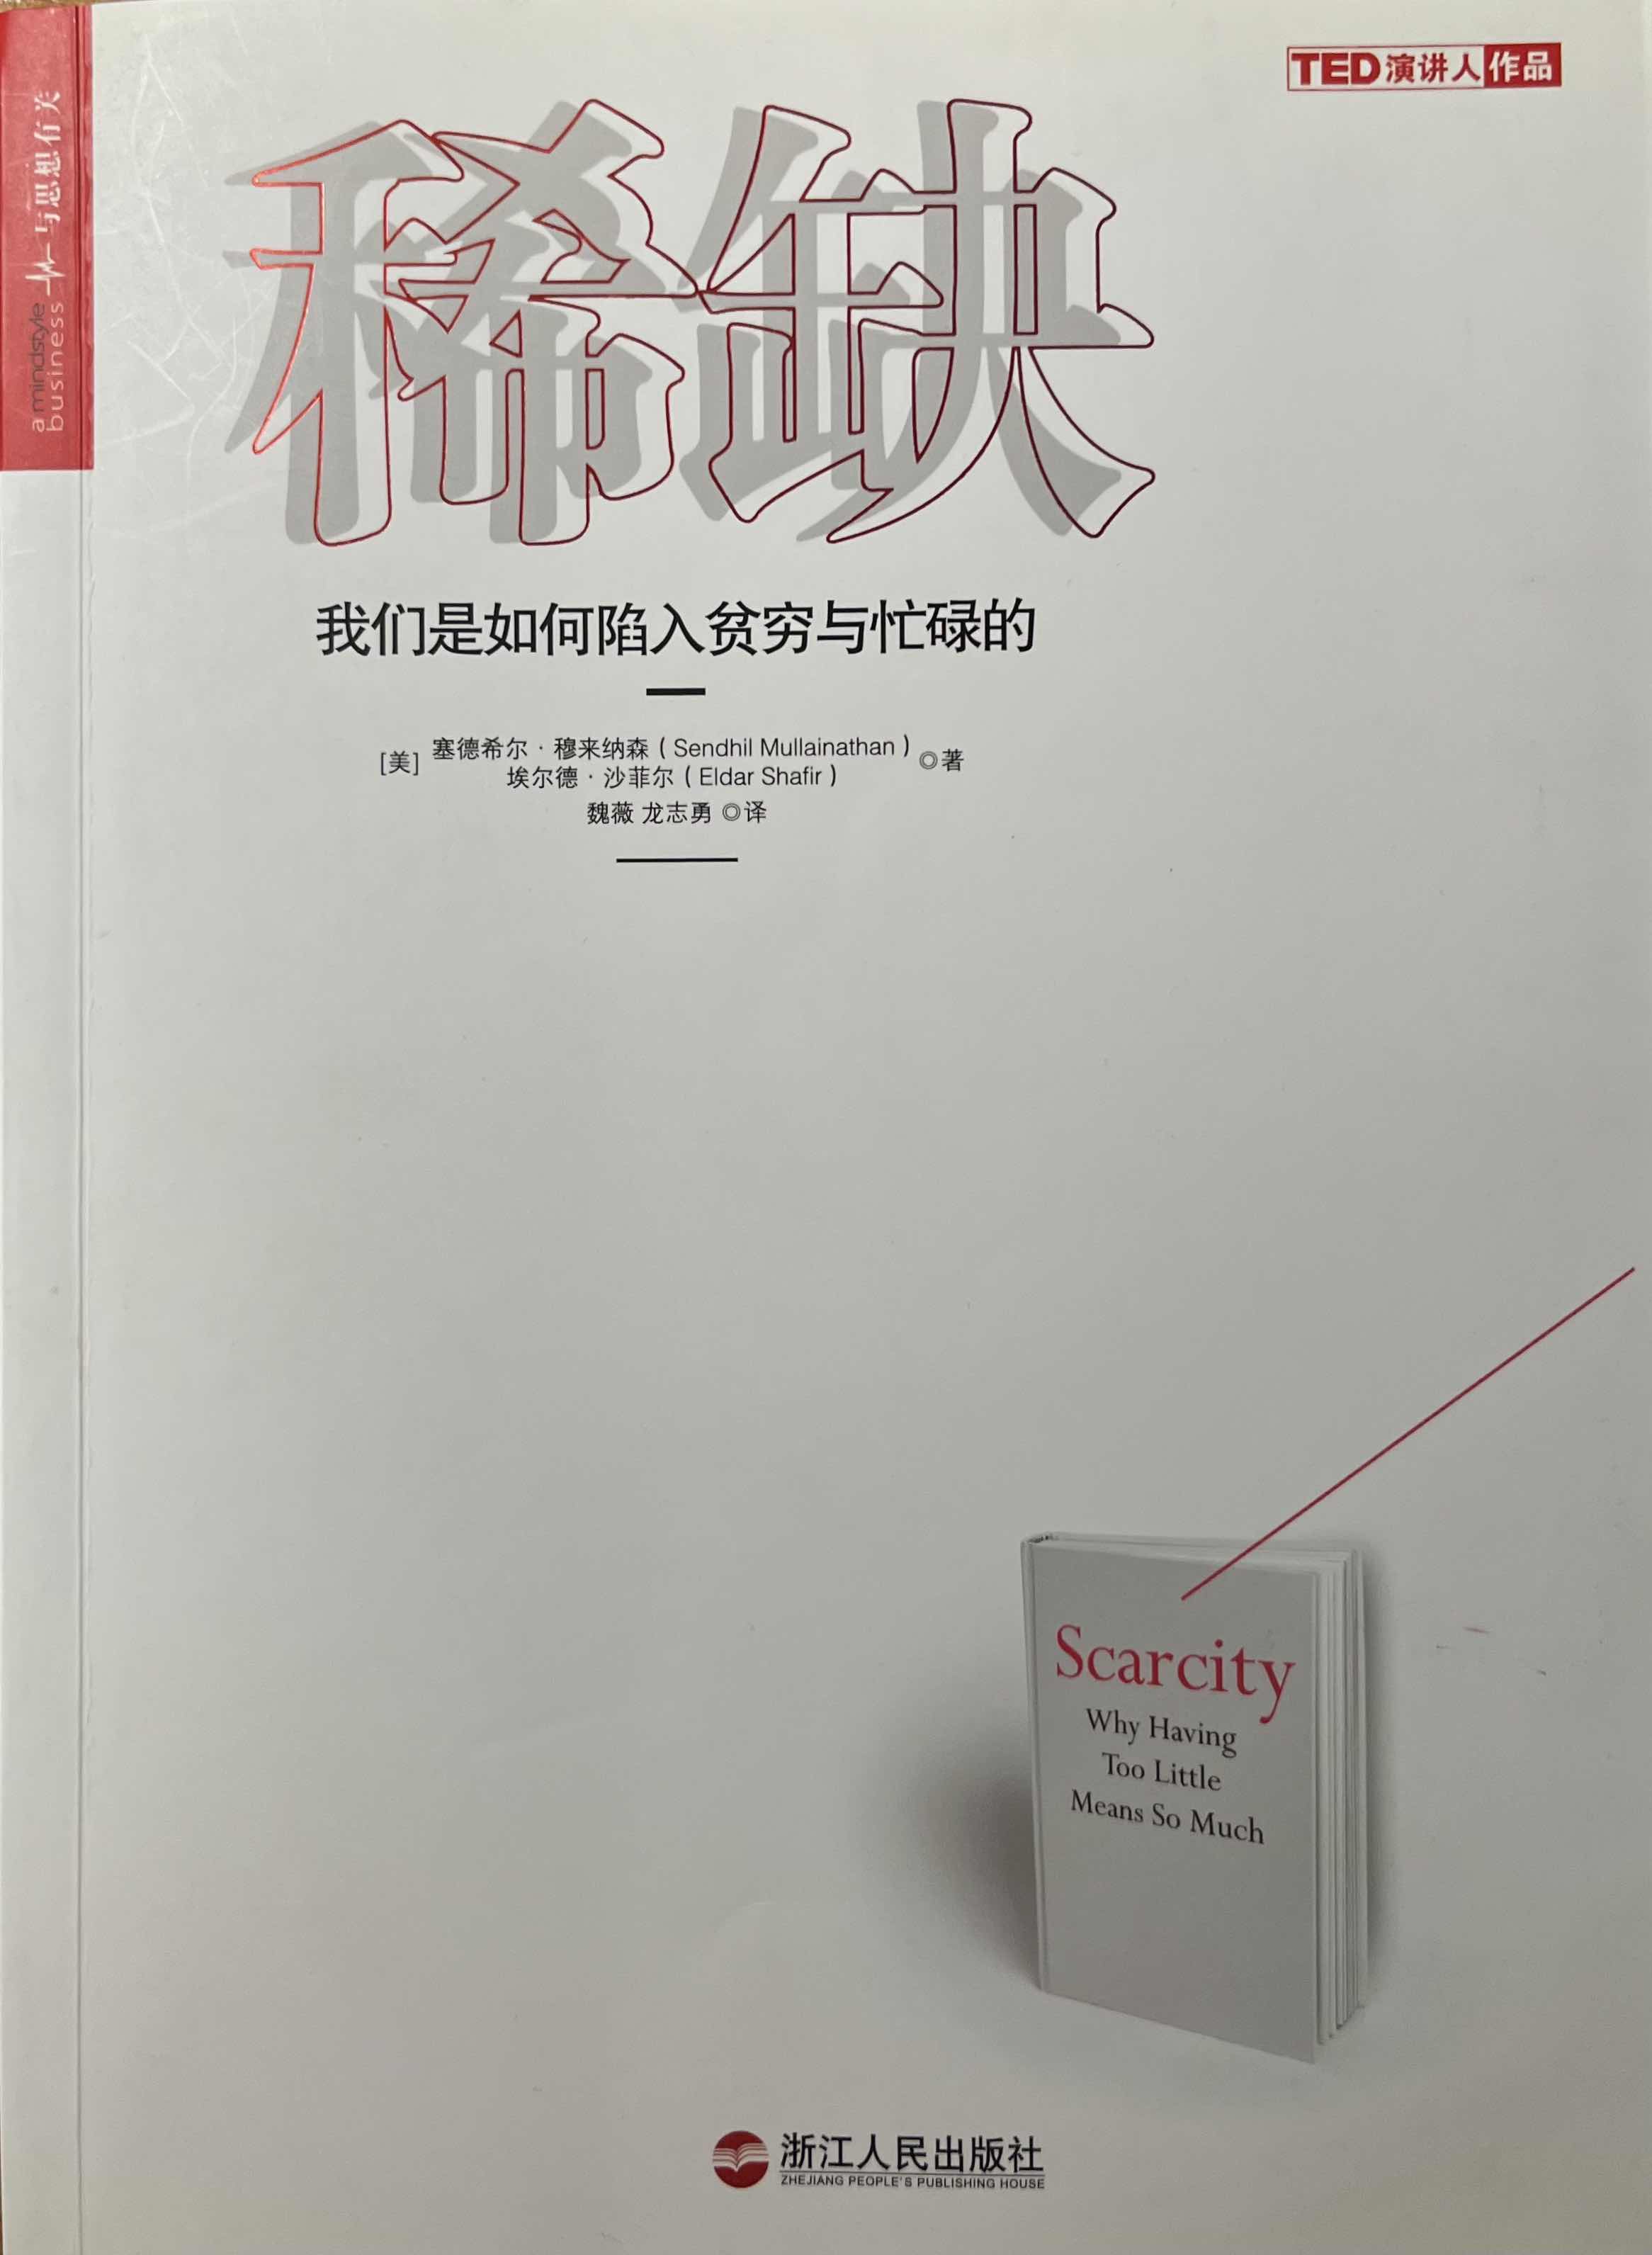 TED演讲人作品
与思想有关
a mindstyle
business
稀缺
我们是如何陷入贫穷与忙碌的
[美] 塞德希尔·穆来纳森(Sendhil Mullainathan) ◎著
埃尔德·沙菲尔(Eldar Shafir)
魏薇 龙志勇 ◎译
Scarcity
Why Having
Too Little
Means So Much
浙江人民出版社
ZHEJIANG PEOPLE'S PUBLISHING HOUSE